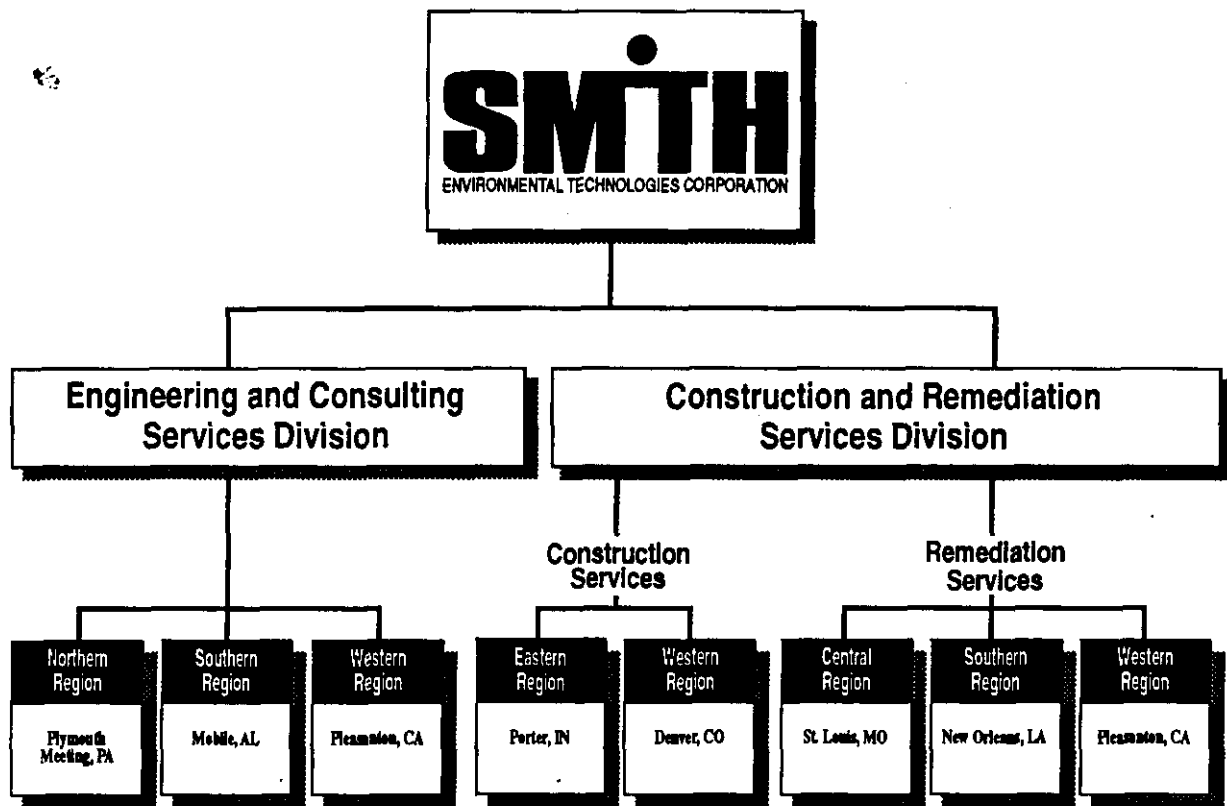 SMITH
ENVIRONMENTAL TECHNOLOGIES CORPORATION
Engineering and Consulting
Services Division
Construction and Remediation
Services Division
Construction
Services
Remediation
Services
Northern
Region
Plymouth
Meeting, PA
Southern
Region
Mobile, AL
Western
Region
Pleasanton, CA
Eastern
Region
Porter, IN
Western
Region
Denver, CO
Central
Region
St. Louis, MO
Southern
Region
New Orleans, LA
Western
Region
Pleasanton, CA